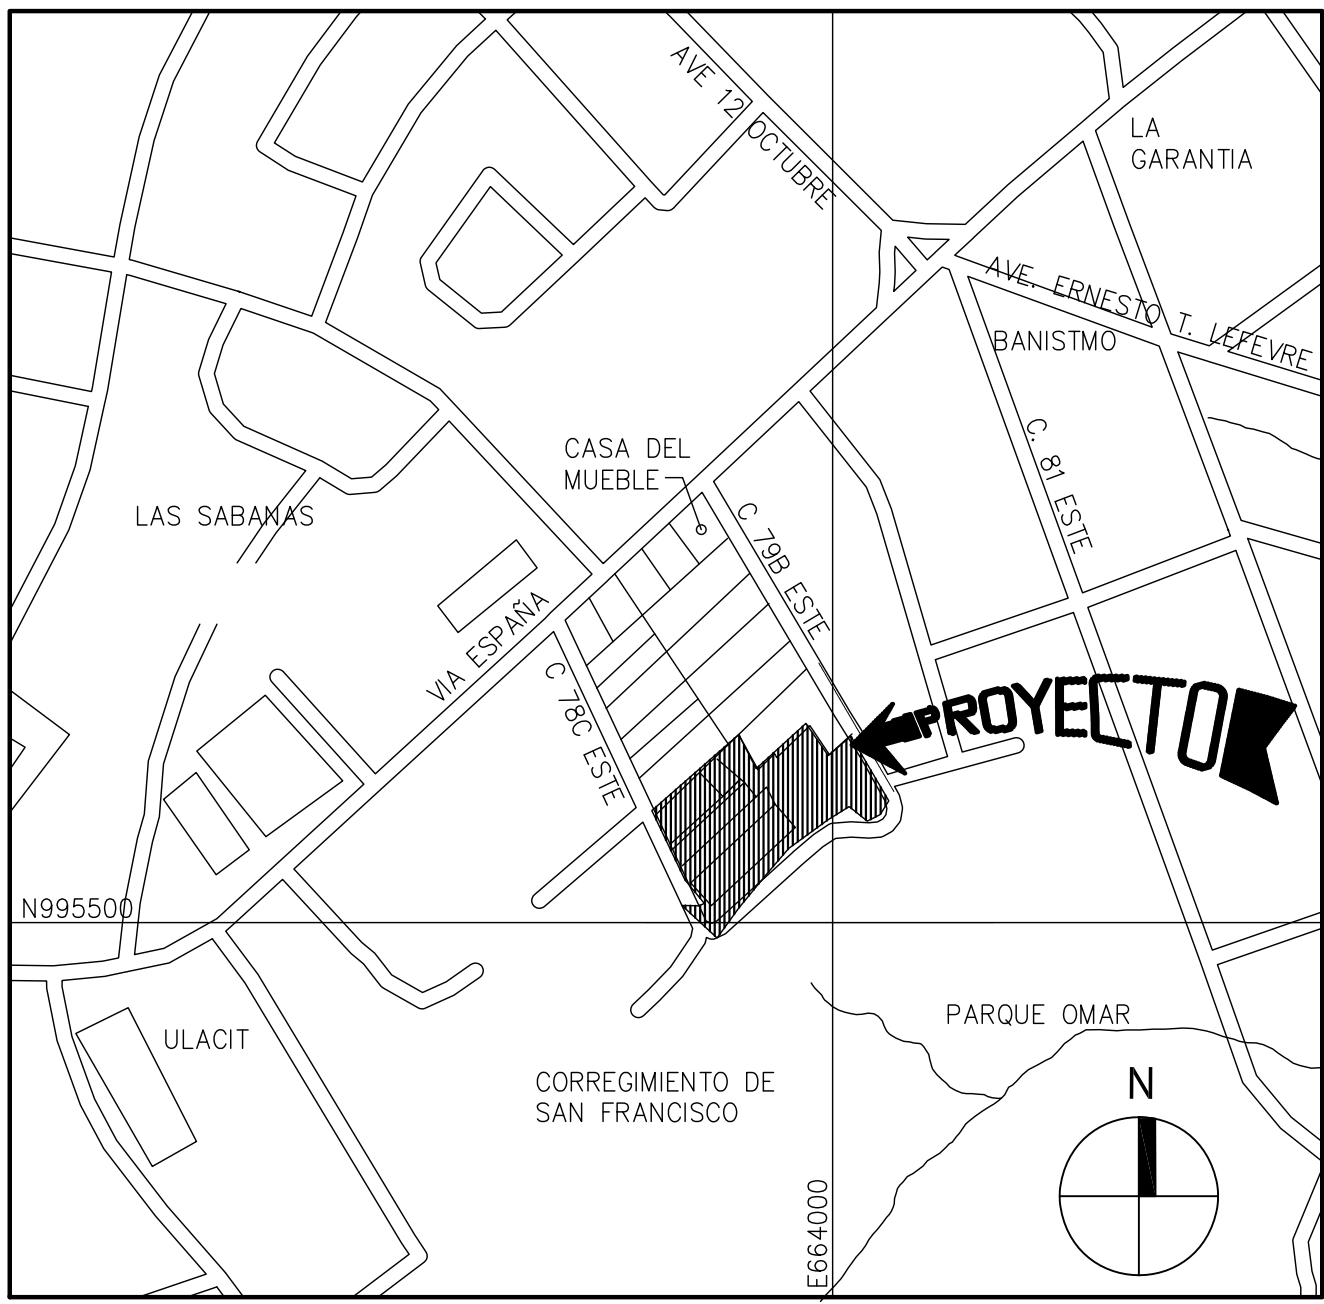 AVE 12 OCTUBRE
LA
GARANTIA
AVE. ERNESTO T. LEFEVRE
BANISTMO
CASA DEL
MUEBLE
C. 81 ESTE
LAS SABANAS
C 79B ESTE
VIA ESPAÑA
C 78C ESTE
PROYECTO
N995500
PARQUE OMAR
ULACIT
CORREGIMIENTO DE
SAN FRANCISCO
N
E664000